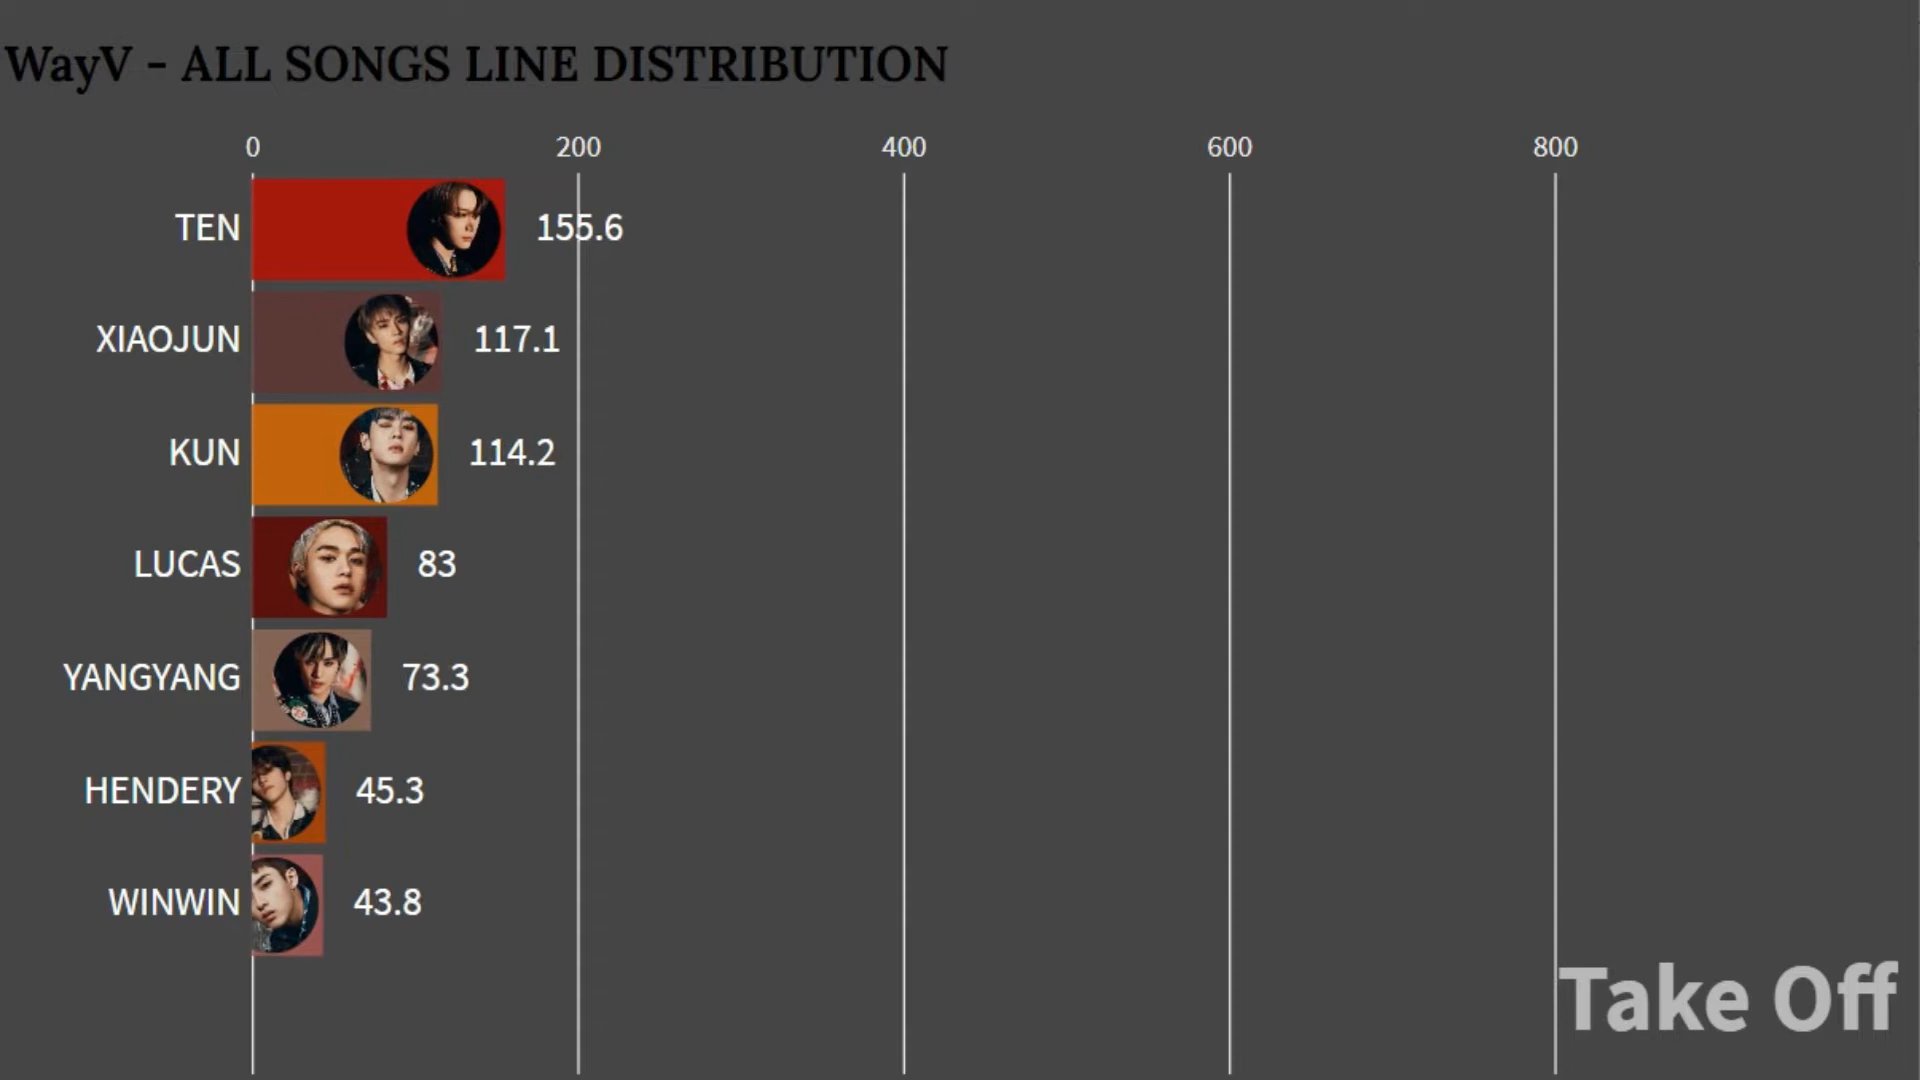 WayV - ALL SONGS LINE DISTRIBUTION
0 200 400 600 800
TEN 155.6
XIAOJUN 117.1
KUN 114.2
LUCAS 83
YANGYANG 73.3
HENDERY 45.3
WINWIN 43.8
Take Off